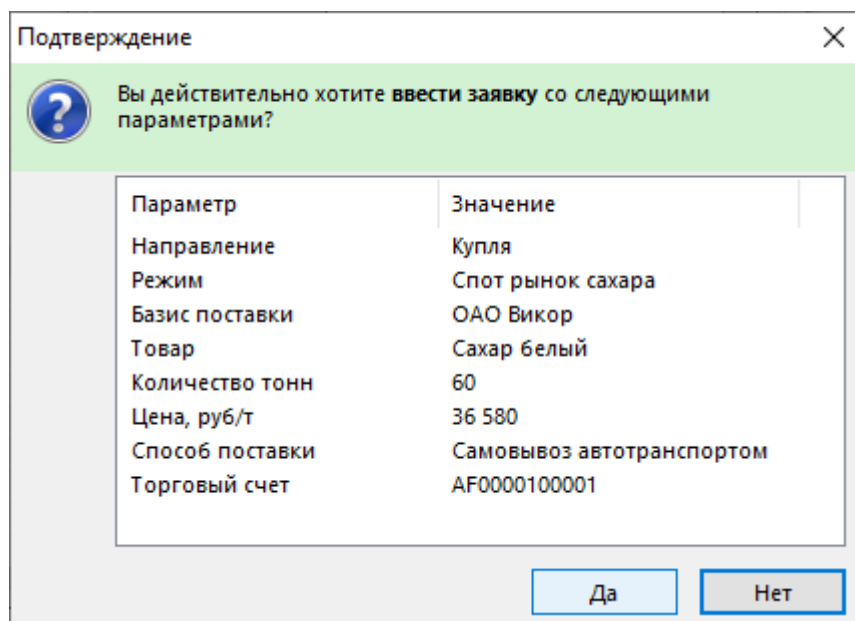 Подтверждение
Вы действительно хотите ввести заявку со следующими
параметрами?
Параметр Значение
Направление Купля
Режим Спот рынок сахара
Базис поставки ОАО Викор
Товар Сахар белый
Количество тонн 60
Цена, руб/т 36 580
Способ поставки Самовывоз автотранспортом
Торговый счет AF0000100001
Да Нет